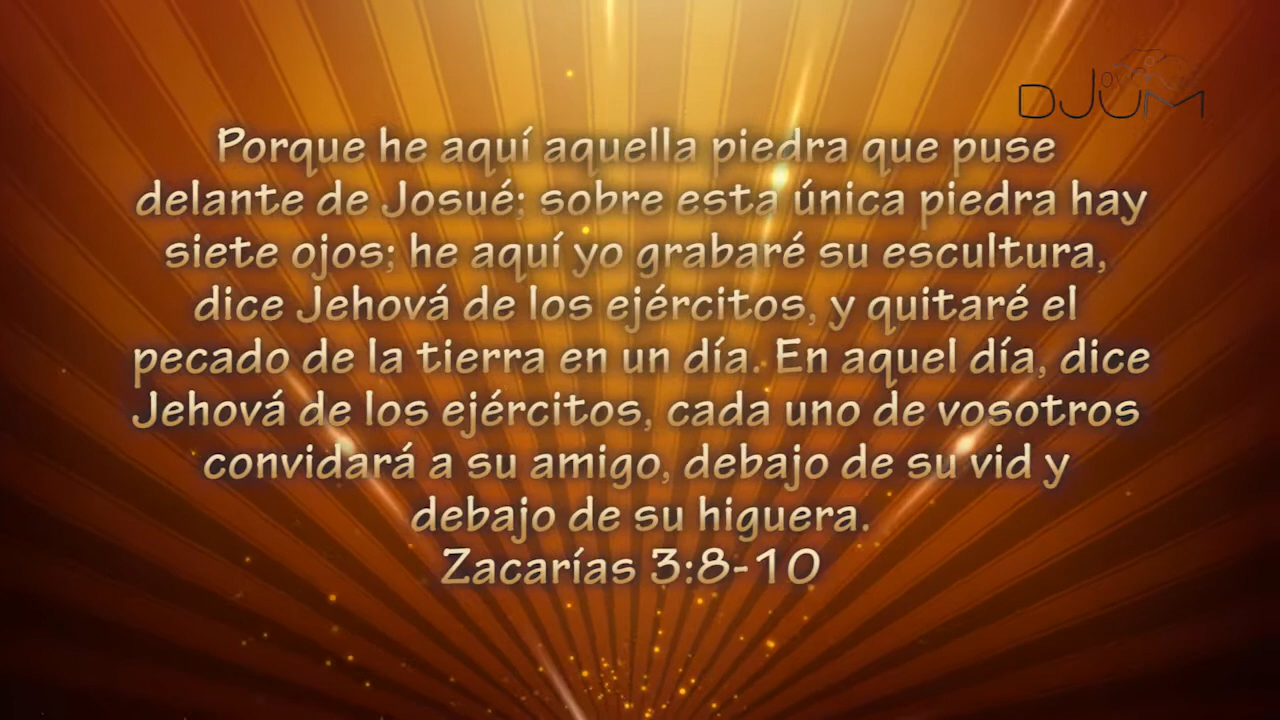 DJUM
Porque he aquí aquella piedra que puse
delante de Josué; sobre esta única piedra hay
siete ojos; he aquí yo grabaré su escultura,
dice Jehová de los ejércitos, y quitaré el
pecado de la tierra en un día. En aquel día, dice
Jehová de los ejércitos, cada uno de vosotros
convidará a su amigo, debajo de su vid y
debajo de su higuera.
Zacarías 3:8-10